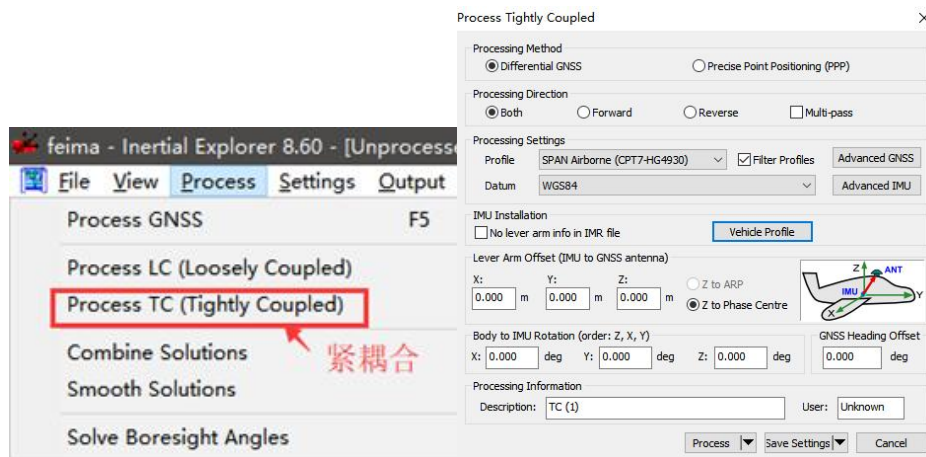 feima - Inertial Explorer 8.60 - [Unprocesse
File View Process Settings Output
Process GNSS F5
Process LC (Loosely Coupled)
Process TC (Tightly Coupled)
紧耦合
Combine Solutions
Smooth Solutions
Solve Boresight Angles
Process Tightly Coupled
Processing Method
Differential GNSS Precise Point Positioning (PPP)
Processing Direction
Both Forward Reverse Multi-pass
Processing Settings
Profile SPAN Airborne (CPT7-HG4930) Filter Profiles Advanced GNSS
Datum WGS84 Advanced IMU
IMU Installation
No lever arm info in IMR file Vehicle Profile
Lever Arm Offset (IMU to GNSS antenna)
X: Y: Z: Z to ARP
0.000 m 0.000 m 0.000 m Z to Phase Centre
Z ANT
IMU Y
X
Body to IMU Rotation (order: Z, X, Y) GNSS Heading Offset
X: 0.000 deg Y: 0.000 deg Z: 0.000 deg 0.000 deg
Processing Information
Description: TC (1) User: Unknown
Process Save Settings Cancel